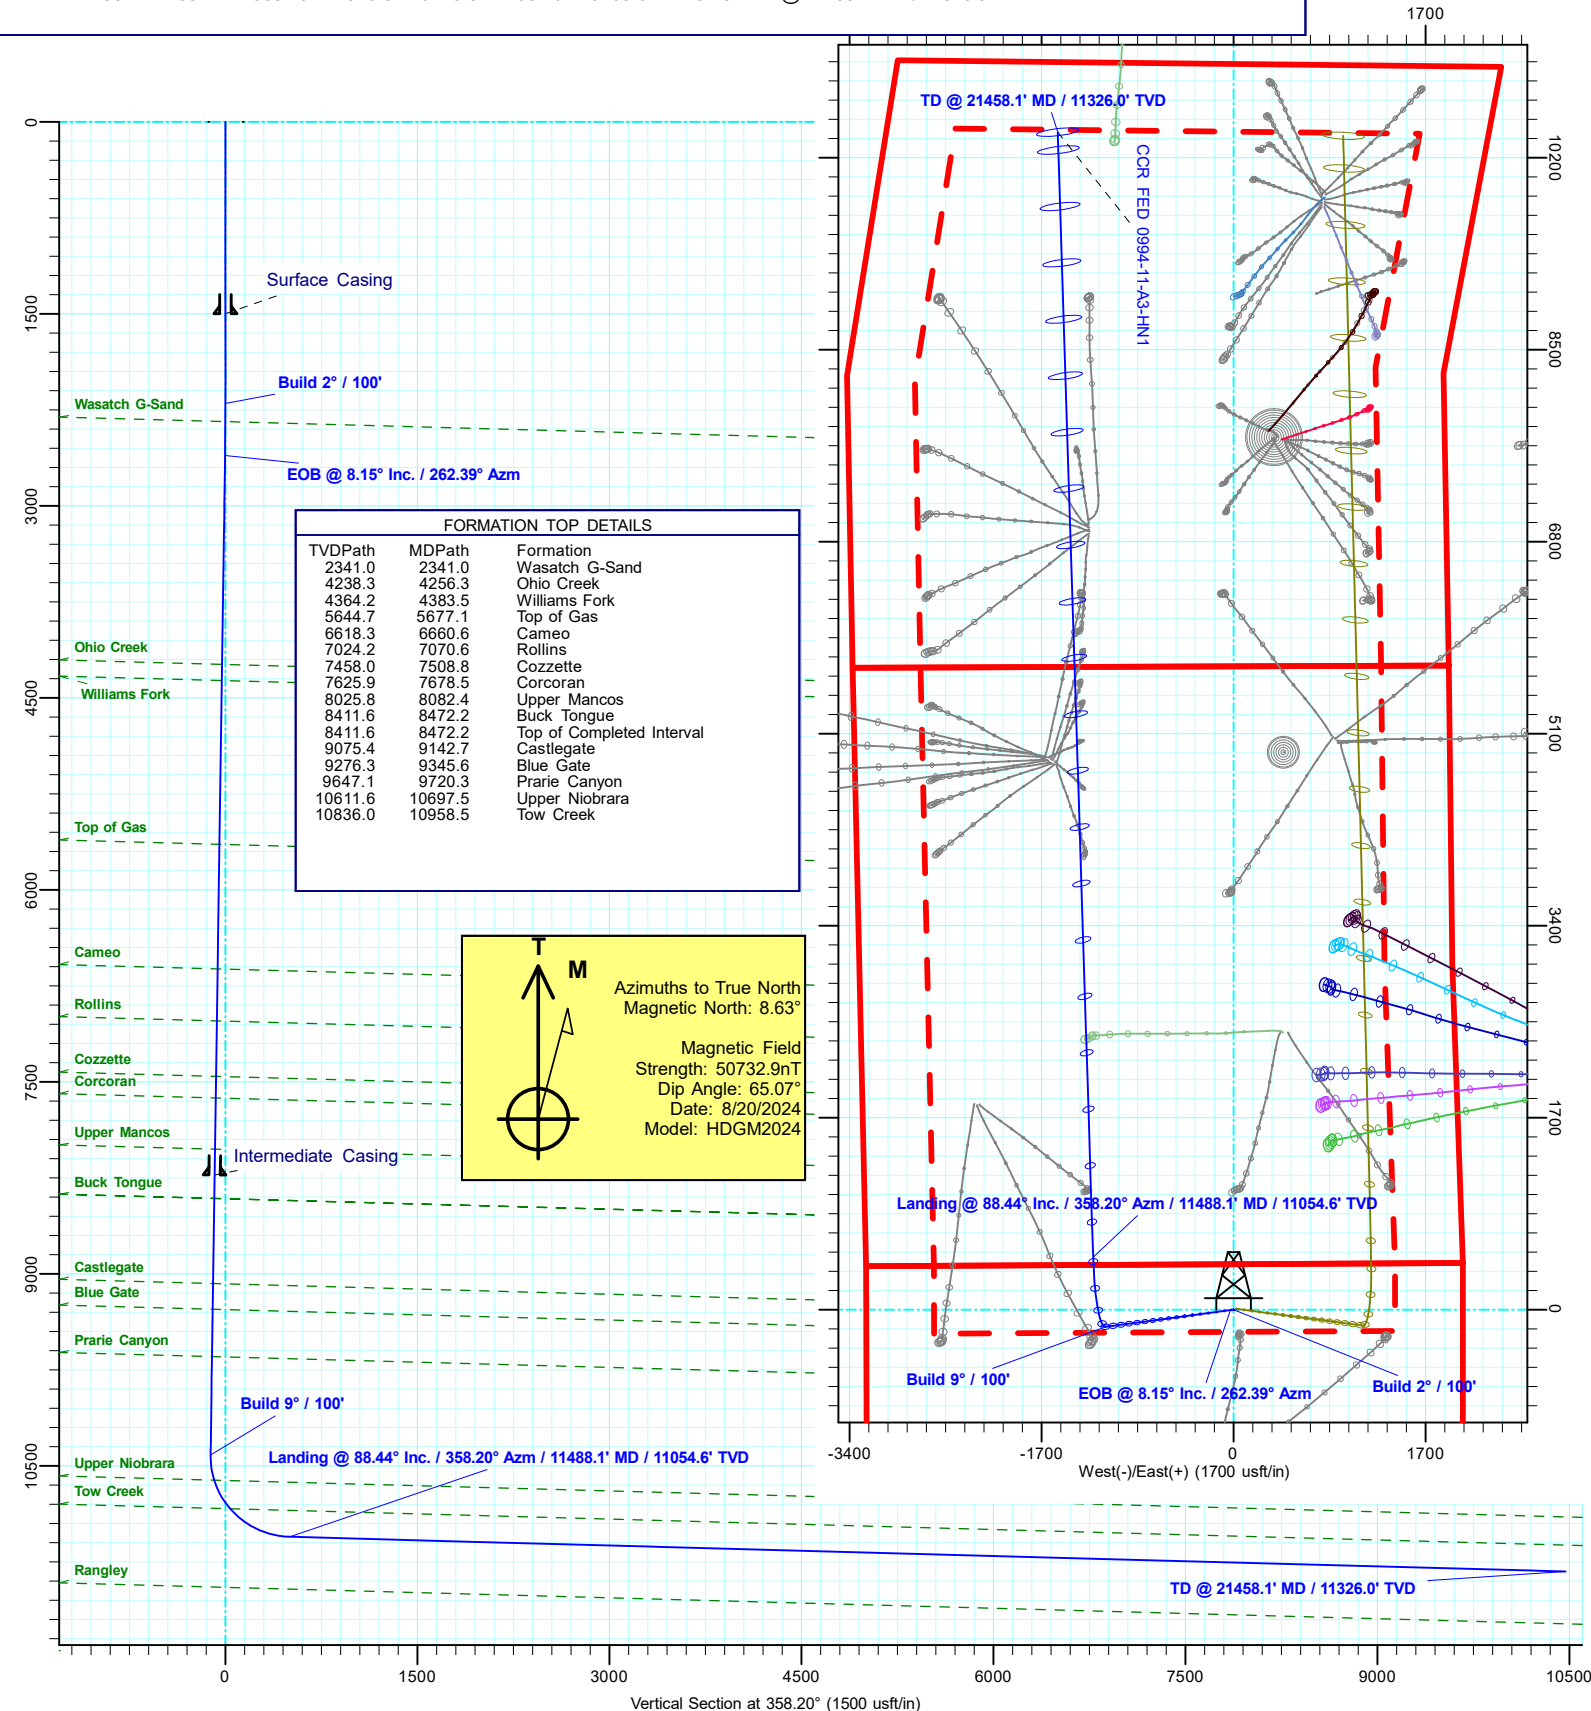 1700
TD @ 21458.1' MD / 11326.0' TVD
CCR FED 0994-11-A3-HN1
0
1500
3000
4500
6000
7500
9000
10500
Surface Casing
Build 2° / 100'
Wasatch G-Sand
EOB @ 8.15° Inc. / 262.39° Azm
FORMATION TOP DETAILS
TVDPath MDPath Formation
2341.0 2341.0 Wasatch G-Sand
4238.3 4256.3 Ohio Creek
4364.2 4383.5 Williams Fork
5644.7 5677.1 Top of Gas
6618.3 6660.6 Cameo
7024.2 7070.6 Rollins
7458.0 7508.8 Cozzette
7625.9 7678.5 Corcoran
8025.8 8082.4 Upper Mancos
8411.6 8472.2 Buck Tongue
8411.6 8472.2 Top of Completed Interval
9075.4 9142.7 Castlegate
9276.3 9345.6 Blue Gate
9647.1 9720.3 Prarie Canyon
10611.6 10697.5 Upper Niobrara
10836.0 10958.5 Tow Creek
Ohio Creek
Williams Fork
Top of Gas
Cameo
Rollins
Cozzette
Corcoran
Upper Mancos
Intermediate Casing
Buck Tongue
Castlegate
Blue Gate
Prarie Canyon
Build 9° / 100'
Landing @ 88.44° Inc. / 358.20° Azm / 11488.1' MD / 11054.6' TVD
Upper Niobrara
Tow Creek
Rangley
TD @ 21458.1' MD / 11326.0' TVD
T
M
Azimuths to True North
Magnetic North: 8.63°
Magnetic Field
Strength: 50732.9nT
Dip Angle: 65.07°
Date: 8/20/2024
Model: HDGM2024
10200
8500
6800
5100
3400
1700
0
Landing @ 88.44° Inc. / 358.20° Azm / 11488.1' MD / 11054.6' TVD
Build 9° / 100'
EOB @ 8.15° Inc. / 262.39° Azm
Build 2° / 100'
-3400 -1700 0 1700
West(-)/East(+) (1700 usft/in)
0 1500 3000 4500 6000 7500 9000 10500
Vertical Section at 358.20° (1500 usft/in)